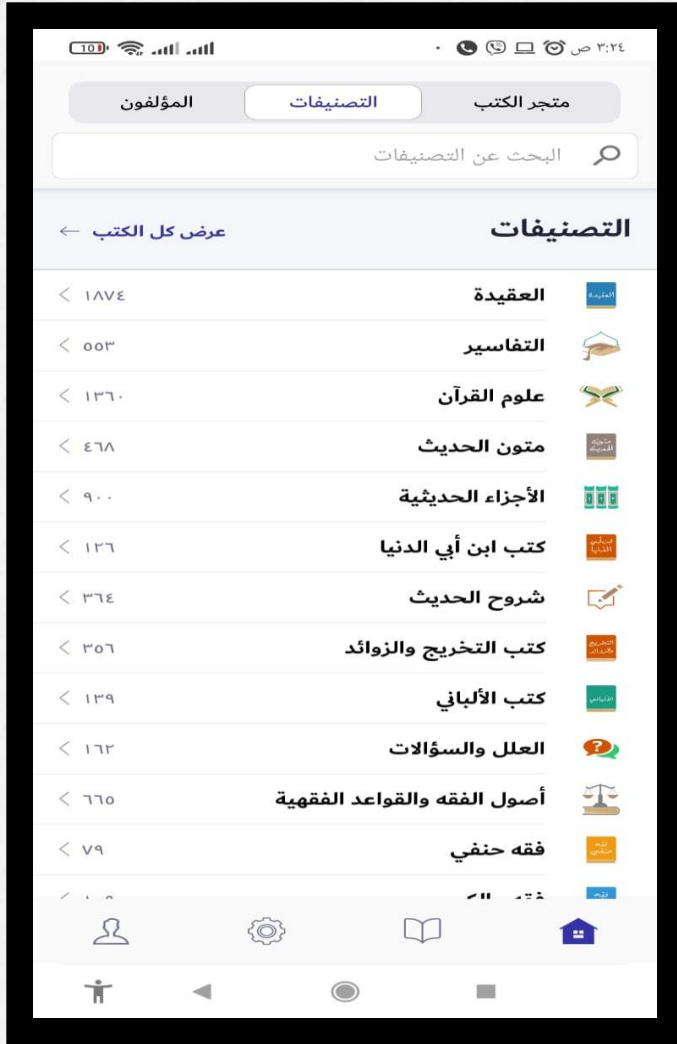 ٣:٢٤ ص
10
متجر الكتب
التصنيفات
المؤلفون
البحث عن التصنيفات
التصنيفات
عرض كل الكتب ←
العقيدة ١٨٧٤
التفاسير ٥٥٣
علوم القرآن ١٣٦٠
متون الحديث ٤٦٨
الأجزاء الحديثية ٩٠٠
كتب ابن أبي الدنيا ١٢٦
شروح الحديث ٣٦٤
كتب التخريج والزوائد ٣٥٦
كتب الألباني ١٣٩
العلل والسؤالات ١٦٢
أصول الفقه والقواعد الفقهية ٦٦٥
فقه حنفي ٧٩